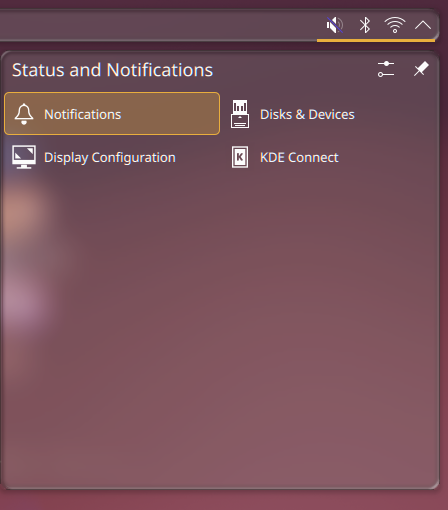 Status and Notifications
Notifications
Disks & Devices
Display Configuration
K
KDE Connect